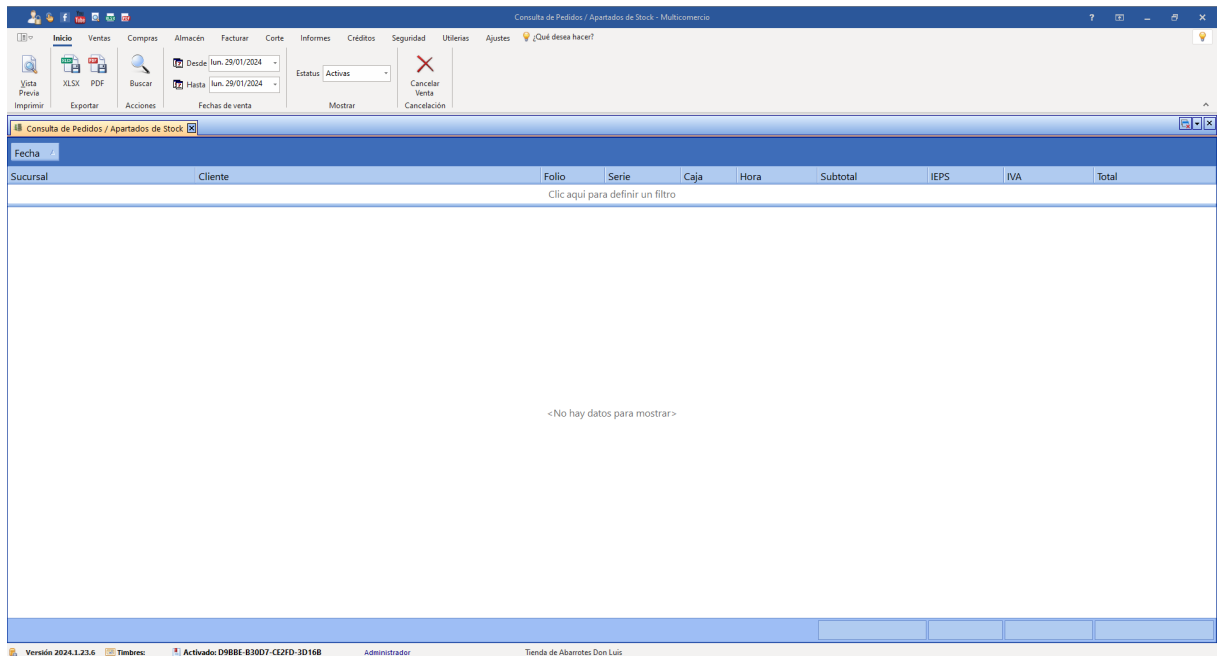 Consulta de Pedidos / Apartados de Stock - Multicomercio
Inicio Ventas Compras Almacén Facturar Corte Informes Créditos Seguridad Utilerias Ajustes ¿Qué desea hacer?
Vista Previa
XLSX PDF
Buscar
Desde lun. 29/01/2024
Hasta lun. 29/01/2024
Estatus Activas
Cancelar Venta
Imprimir Exportar Acciones Fechas de venta Mostrar Cancelación
Consulta de Pedidos / Apartados de Stock
Fecha
Sucursal Cliente Folio Serie Caja Hora Subtotal IEPS IVA Total
Clic aquí para definir un filtro
<No hay datos para mostrar>
Versión 2024.1.23.6 Timbres: Activado: D9BBE-B30D7-CE2FD-3D16B Administrador Tienda de Abarrotes Don Luis